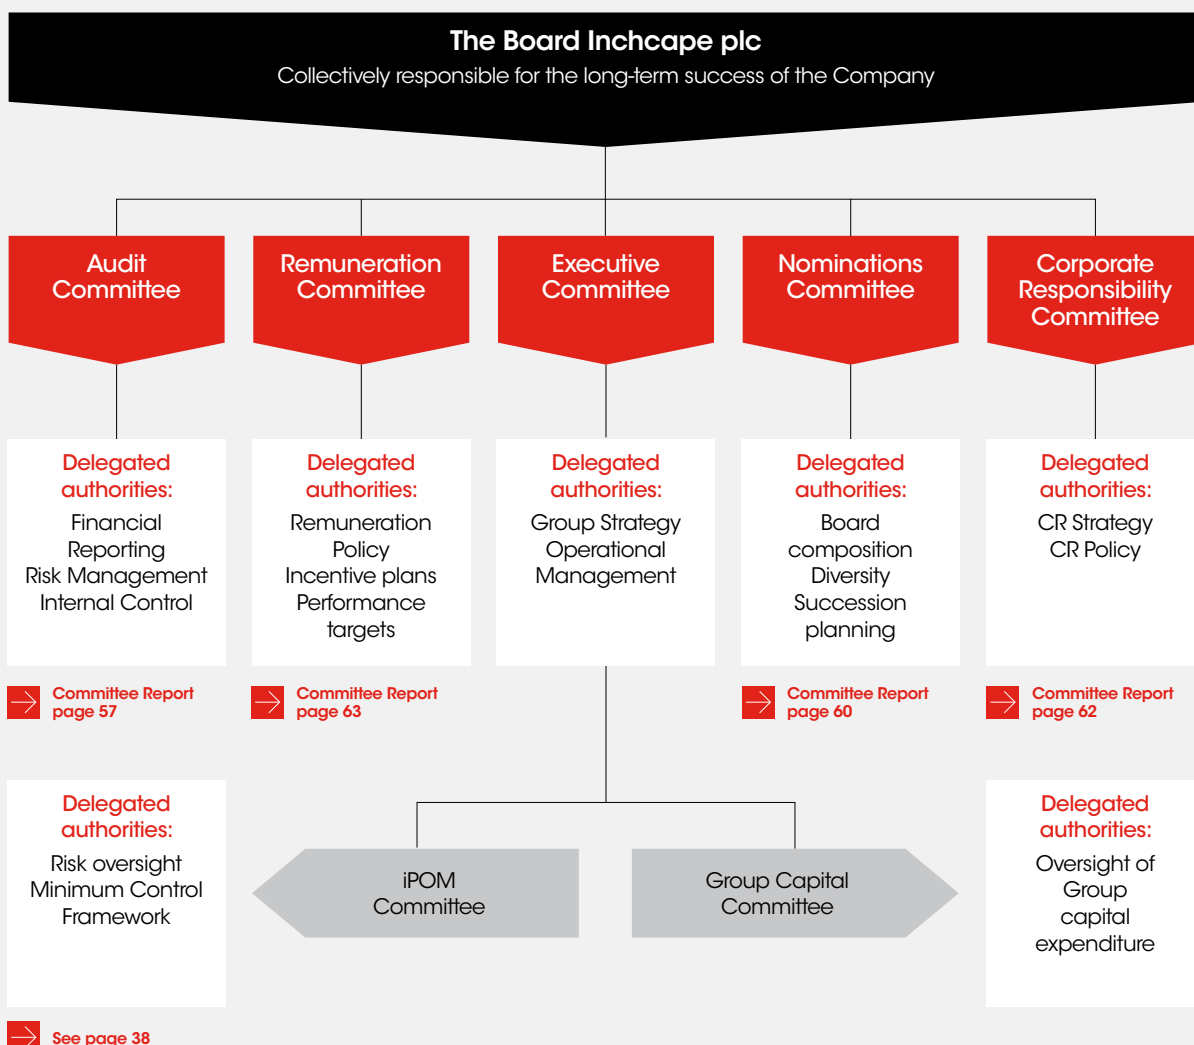 The Board Inchcape plc
Collectively responsible for the long-term success of the Company
Audit
Committee
Remuneration
Committee
Executive
Committee
Nominations
Committee
Corporate
Responsibility
Committee
Delegated
authorities:
Financial
Reporting
Risk Management
Internal Control
Delegated
authorities:
Remuneration
Policy
Incentive plans
Performance
targets
Delegated
authorities:
Group Strategy
Operational
Management
Delegated
authorities:
Board
composition
Diversity
Succession
planning
Delegated
authorities:
CR Strategy
CR Policy
Committee Report
page 57
Committee Report
page 63
Committee Report
page 60
Committee Report
page 62
Delegated
authorities:
Risk oversight
Minimum Control
Framework
iPOM
Committee
Group Capital
Committee
Delegated
authorities:
Oversight of
Group
capital
expenditure
See page 38